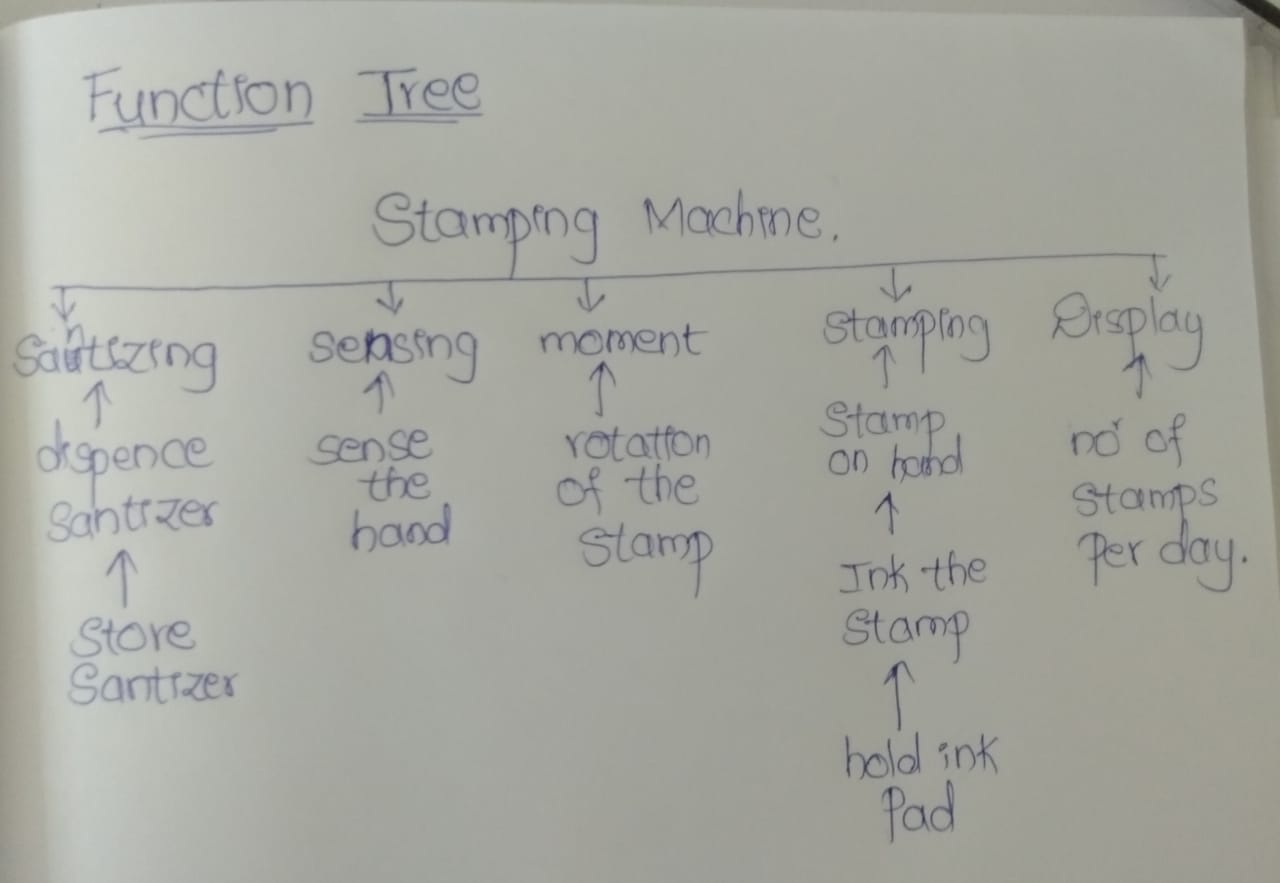 Function Tree
Stamping Machine.
Sanitizing
sensing
moment
stamping
Display
dispence
Santizer
Store
Santizer
sense
the
hand
rotation
of the
Stamp
Stamp
on hand
Ink the
Stamp
hold ink
Pad
no of
Stamps
Per day.